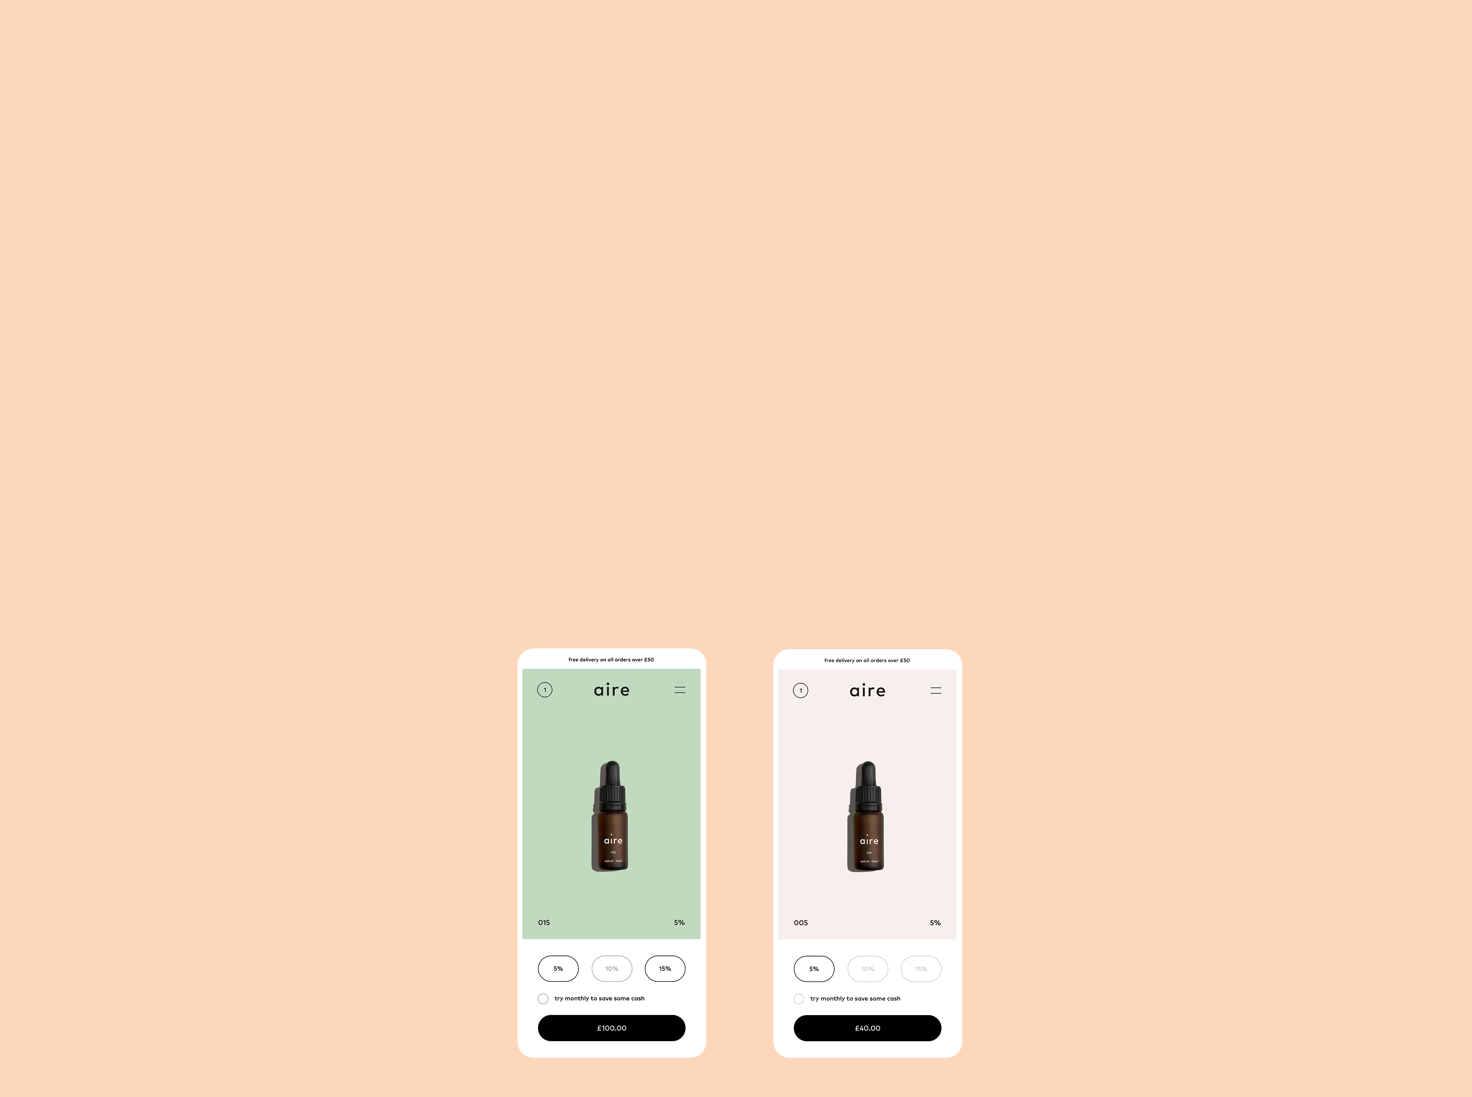 free delivery on all orders over £50
1
aire
aire
015
5%
5%
10%
15%
try monthly to save some cash
£100.00
free delivery on all orders over £50
1
aire
aire
005
5%
5%
10%
15%
try monthly to save some cash
£40.00